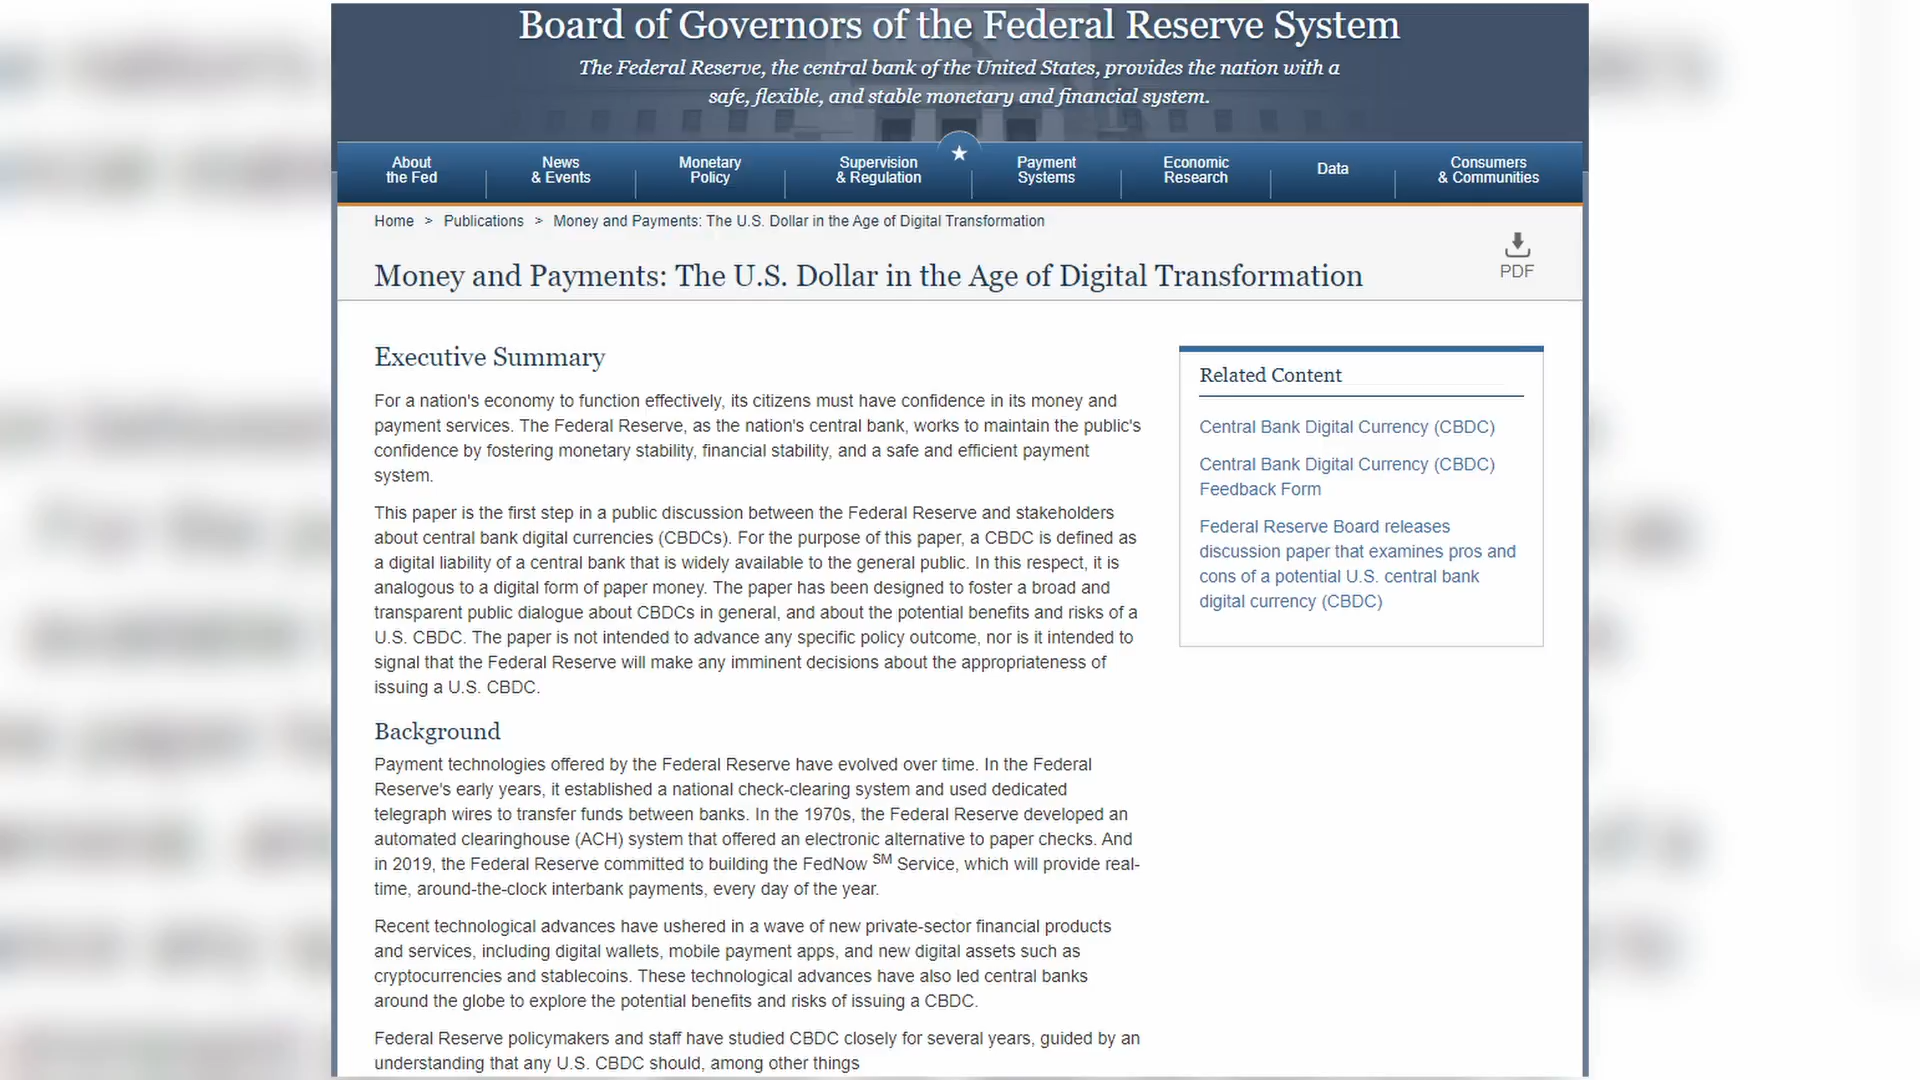 Board of Governors of the Federal Reserve System
The Federal Reserve, the central bank of the United States, provides the nation with a
safe, flexible, and stable monetary and financial system.
About
the Fed
News
& Events
Monetary
Policy
Supervision
& Regulation
Payment
Systems
Economic
Research
Data
Consumers
& Communities
Home > Publications > Money and Payments: The U.S. Dollar in the Age of Digital Transformation
PDF
Money and Payments: The U.S. Dollar in the Age of Digital Transformation
Executive Summary
For a nation's economy to function effectively, its citizens must have confidence in its money and
payment services. The Federal Reserve, as the nation's central bank, works to maintain the public's
confidence by fostering monetary stability, financial stability, and a safe and efficient payment
system.
This paper is the first step in a public discussion between the Federal Reserve and stakeholders
about central bank digital currencies (CBDCs). For the purpose of this paper, a CBDC is defined as
a digital liability of a central bank that is widely available to the general public. In this respect, it is
analogous to a digital form of paper money. The paper has been designed to foster a broad and
transparent public dialogue about CBDCs in general, and about the potential benefits and risks of a
U.S. CBDC. The paper is not intended to advance any specific policy outcome, nor is it intended to
signal that the Federal Reserve will make any imminent decisions about the appropriateness of
issuing a U.S. CBDC.
Background
Payment technologies offered by the Federal Reserve have evolved over time. In the Federal
Reserve's early years, it established a national check-clearing system and used dedicated
telegraph wires to transfer funds between banks. In the 1970s, the Federal Reserve developed an
automated clearinghouse (ACH) system that offered an electronic alternative to paper checks. And
in 2019, the Federal Reserve committed to building the FedNow SM Service, which will provide real-
time, around-the-clock interbank payments, every day of the year.
Recent technological advances have ushered in a wave of new private-sector financial products
and services, including digital wallets, mobile payment apps, and new digital assets such as
cryptocurrencies and stablecoins. These technological advances have also led central banks
around the globe to explore the potential benefits and risks of issuing a CBDC.
Federal Reserve policymakers and staff have studied CBDC closely for several years, guided by an
understanding that any U.S. CBDC should, among other things
Related Content
Central Bank Digital Currency (CBDC)
Central Bank Digital Currency (CBDC)
Feedback Form
Federal Reserve Board releases
discussion paper that examines pros and
cons of a potential U.S. central bank
digital currency (CBDC)